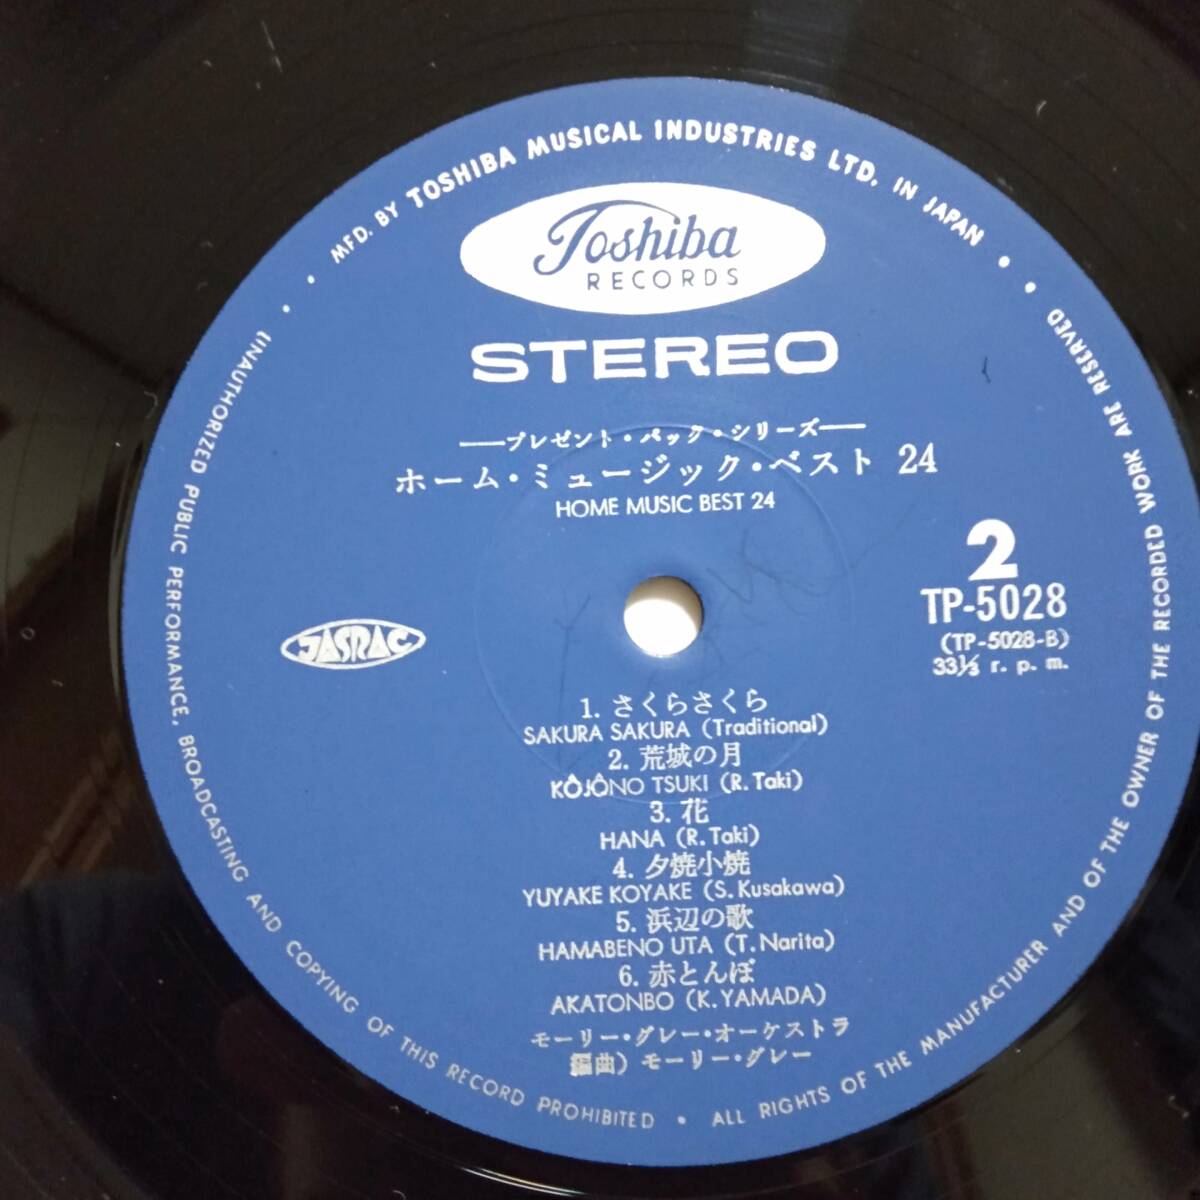 MFD. BY TOSHIBA MUSICAL INDUSTRIES LTD. IN JAPAN
Toshiba
RECORDS
STEREO
プレゼント・パック・シリーズ
ホーム・ミュージック・ベスト 24
HOME MUSIC BEST 24
2
TP-5028
(TP-5028-B)
33⅓ r. p. m.
JASRAC
1. さくらさくら
SAKURA SAKURA (Traditional)
2. 荒城の月
KÔJÔNO TSUKI (R. Taki)
3. 花
HANA (R. Taki)
4. 夕焼小焼
YUYAKE KOYAKE (S. Kusakawa)
5. 浜辺の歌
HAMABENO UTA (T. Narita)
6. 赤とんぼ
AKATONBO (K. YAMADA)
モーリー・グレー・オーケストラ
編曲) モーリー・グレー
UNAUTHORIZED PUBLIC PERFORMANCE, BROADCASTING AND COPYING OF THIS RECORD PROHIBITED • ALL RIGHTS OF THE MANUFACTURER AND OF THE OWNER OF THE RECORDED WORK ARE RESERVED